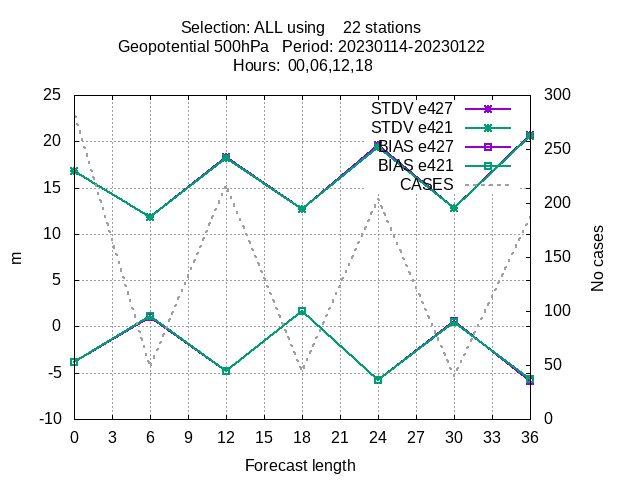 Selection: ALL using    22 stations
Geopotential 500hPa   Period: 20230114-20230122
Hours:  00,06,12,18
STDV e427
STDV e421
BIAS e427
BIAS e421
CASES
25
20
15
10
5
0
-5
-10
m
300
250
200
150
100
50
0
No cases
0 3 6 9 12 15 18 21 24 27 30 33 36
Forecast length